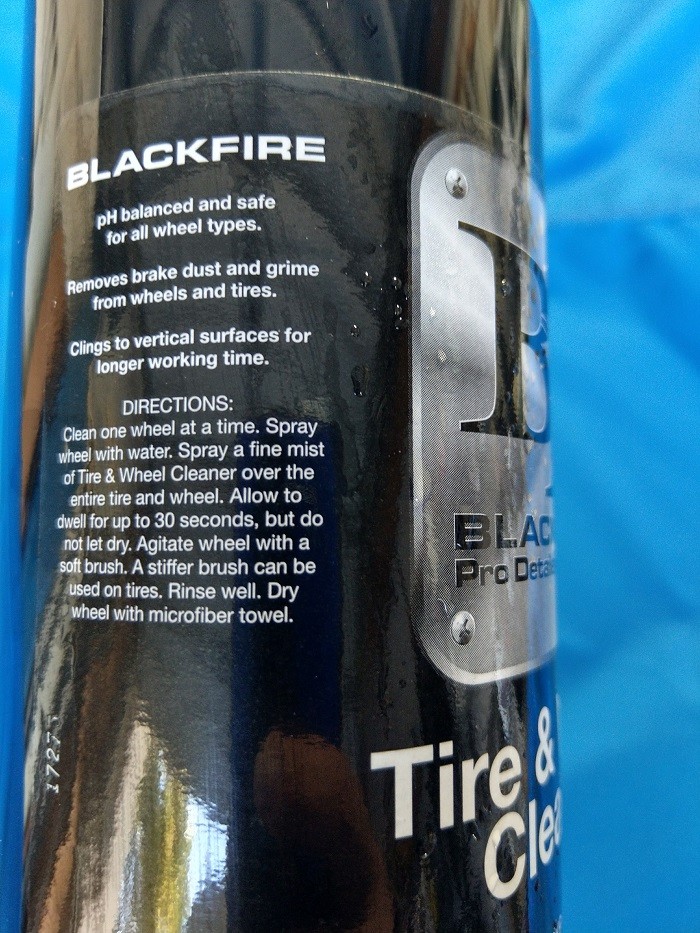 BLACKFIRE
pH balanced and safe
for all wheel types.
Removes brake dust and grime
from wheels and tires.
Clings to vertical surfaces for
longer working time.
DIRECTIONS:
Clean one wheel at a time. Spray
wheel with water. Spray a fine mist
of Tire & Wheel Cleaner over the
entire tire and wheel. Allow to
dwell for up to 30 seconds, but do
not let dry. Agitate wheel with a
soft brush. A stiffer brush can be
used on tires. Rinse well. Dry
wheel with microfiber towel.
BLAC
Pro Deta
Tire &
Clea